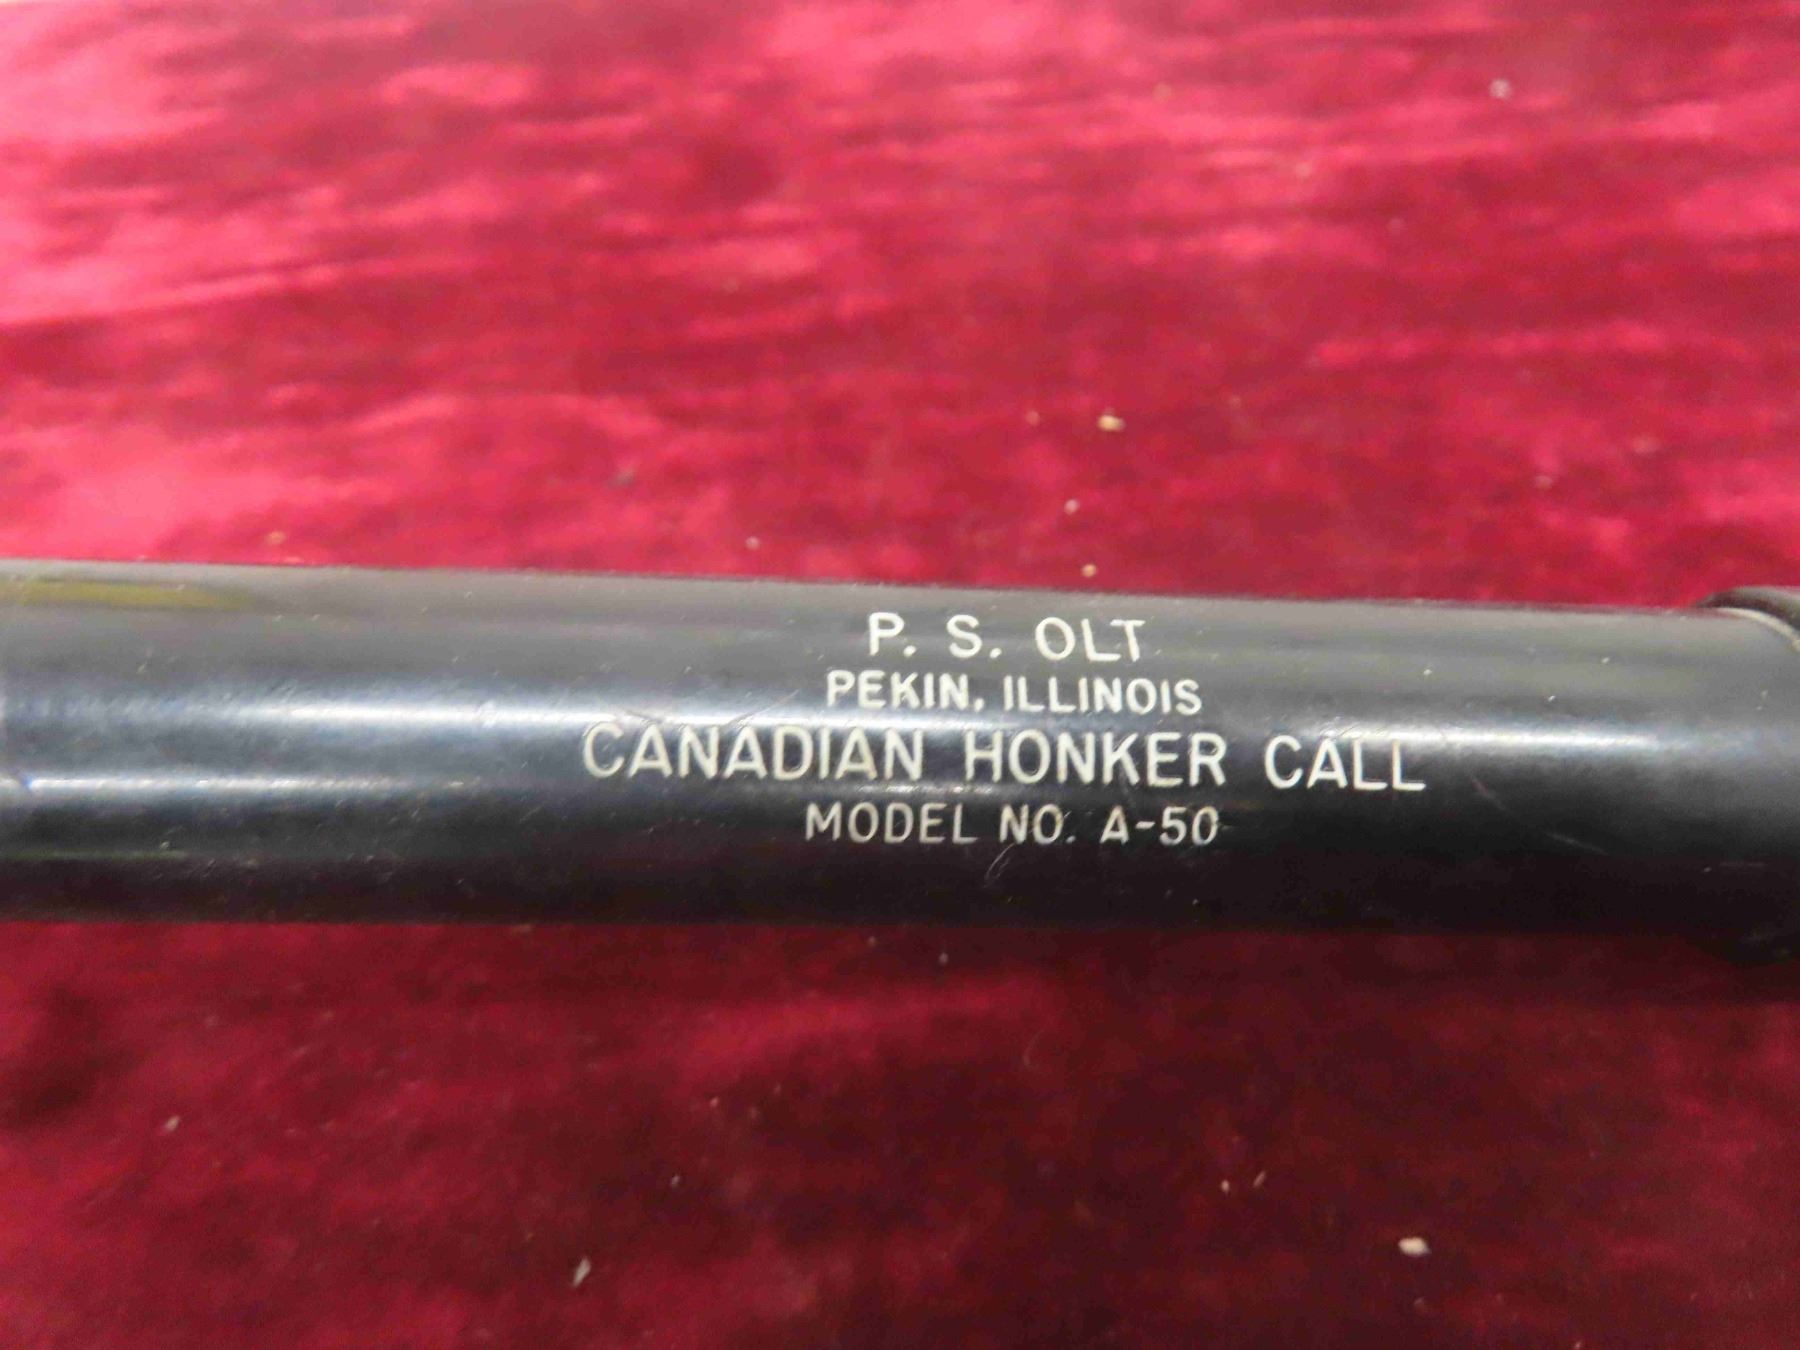 P. S. OLT
PEKIN, ILLINOIS
CANADIAN HONKER CALL
MODEL NO. A-50